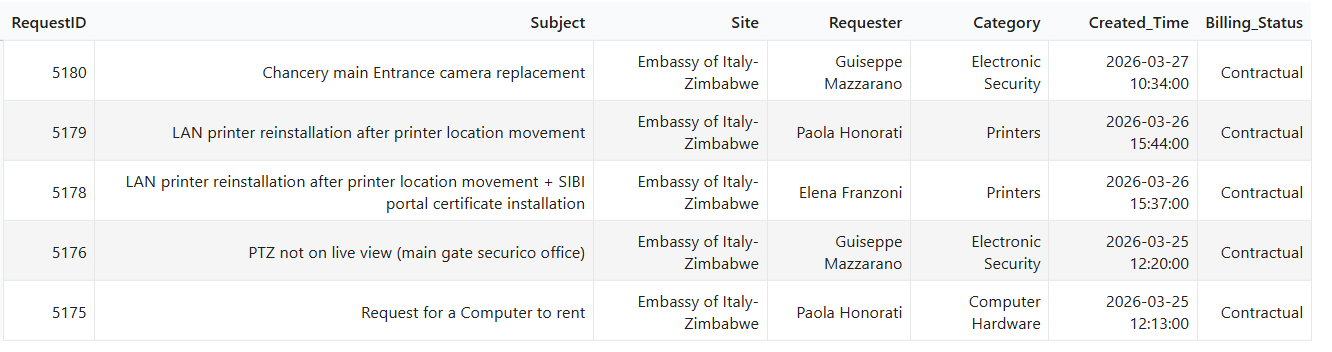 RequestID Subject Site Requester Category Created_Time Billing_Status
5180 Chancery main Entrance camera replacement Embassy of Italy-
Zimbabwe Guiseppe
Mazzarano Electronic
Security 2026-03-27
10:34:00 Contractual
5179 LAN printer reinstallation after printer location movement Embassy of Italy-
Zimbabwe Paola Honorati Printers 2026-03-26
15:44:00 Contractual
5178 LAN printer reinstallation after printer location movement + SIBI
portal certificate installation Embassy of Italy-
Zimbabwe Elena Franzoni Printers 2026-03-26
15:37:00 Contractual
5176 PTZ not on live view (main gate securico office) Embassy of Italy-
Zimbabwe Guiseppe
Mazzarano Electronic
Security 2026-03-25
12:20:00 Contractual
5175 Request for a Computer to rent Embassy of Italy-
Zimbabwe Paola Honorati Computer
Hardware 2026-03-25
12:13:00 Contractual